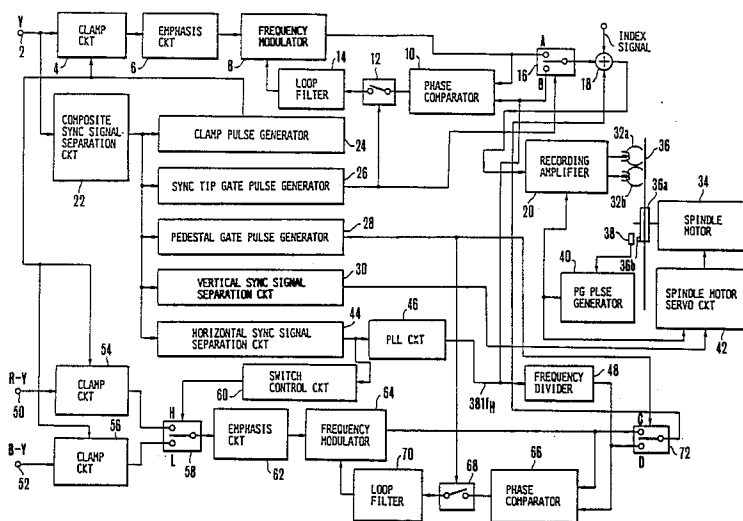 Y
2
CLAMP CKT
4
EMPHASIS CKT
6
FREQUENCY MODULATOR
8
LOOP FILTER
14
12
10
PHASE COMPARATOR
A
B
16
INDEX SIGNAL
18
COMPOSITE SYNC SIGNAL-SEPARATION CKT
22
CLAMP PULSE GENERATOR
24
SYNC TIP GATE PULSE GENERATOR
26
PEDESTAL GATE PULSE GENERATOR
28
VERTICAL SYNC SIGNAL SEPARATION CKT
30
HORIZONTAL SYNC SIGNAL SEPARATION CKT
44
RECORDING AMPLIFIER
20
32a
32b
36
36a
36b
38
34
SPINDLE MOTOR
40
PG PLSE GENERATOR
SPINDLE MOTOR SERVO CKT
42
46
PLL CKT
381fH
FREQUENCY DIVIDER
48
SWITCH CONTROL CKT
60
R-Y
50
54
CLAMP CKT
B-Y
52
56
CLAMP CKT
H
L
58
EMPHASIS CKT
62
64
FREQUENCY MODULATOR
70
LOOP FILTER
68
66
PHASE COMPARATOR
C
D
72